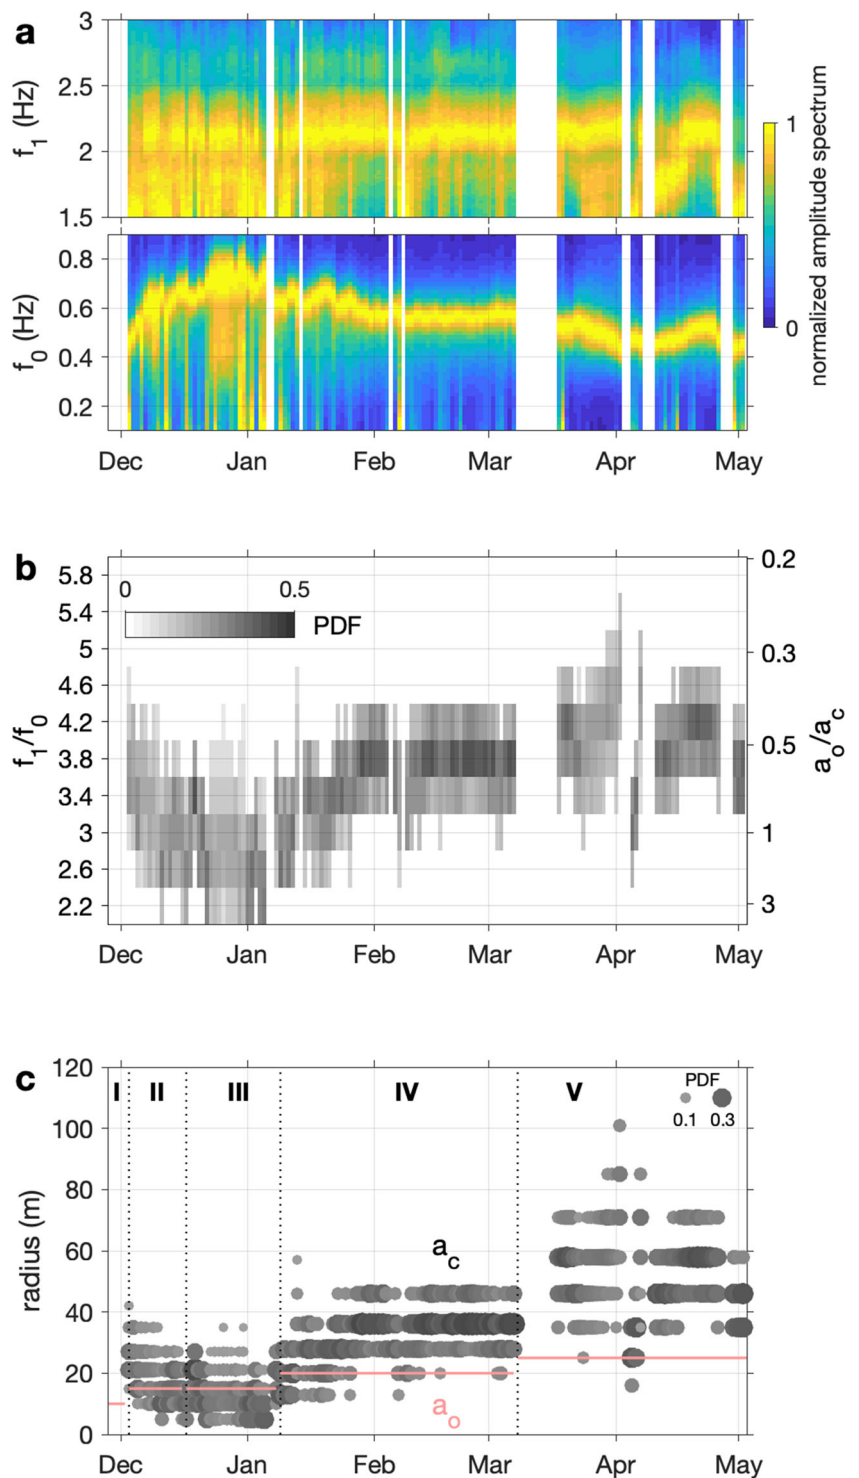 a
3
2.5
2
1.5
f1 (Hz)
0.8
0.6
0.4
0.2
f0 (Hz)
1
0
normalized amplitude spectrum
Dec Jan Feb Mar Apr May
b
0 0.5
PDF
5.8
5.4
5
4.6
4.2
3.8
3.4
3
2.6
2.2
f1/f0
0.2
0.3
0.5
1
3
ao/ac
Dec Jan Feb Mar Apr May
c
I II III IV V
PDF
0.1 0.3
120
100
80
60
40
20
0
radius (m)
ac
ao
Dec Jan Feb Mar Apr May